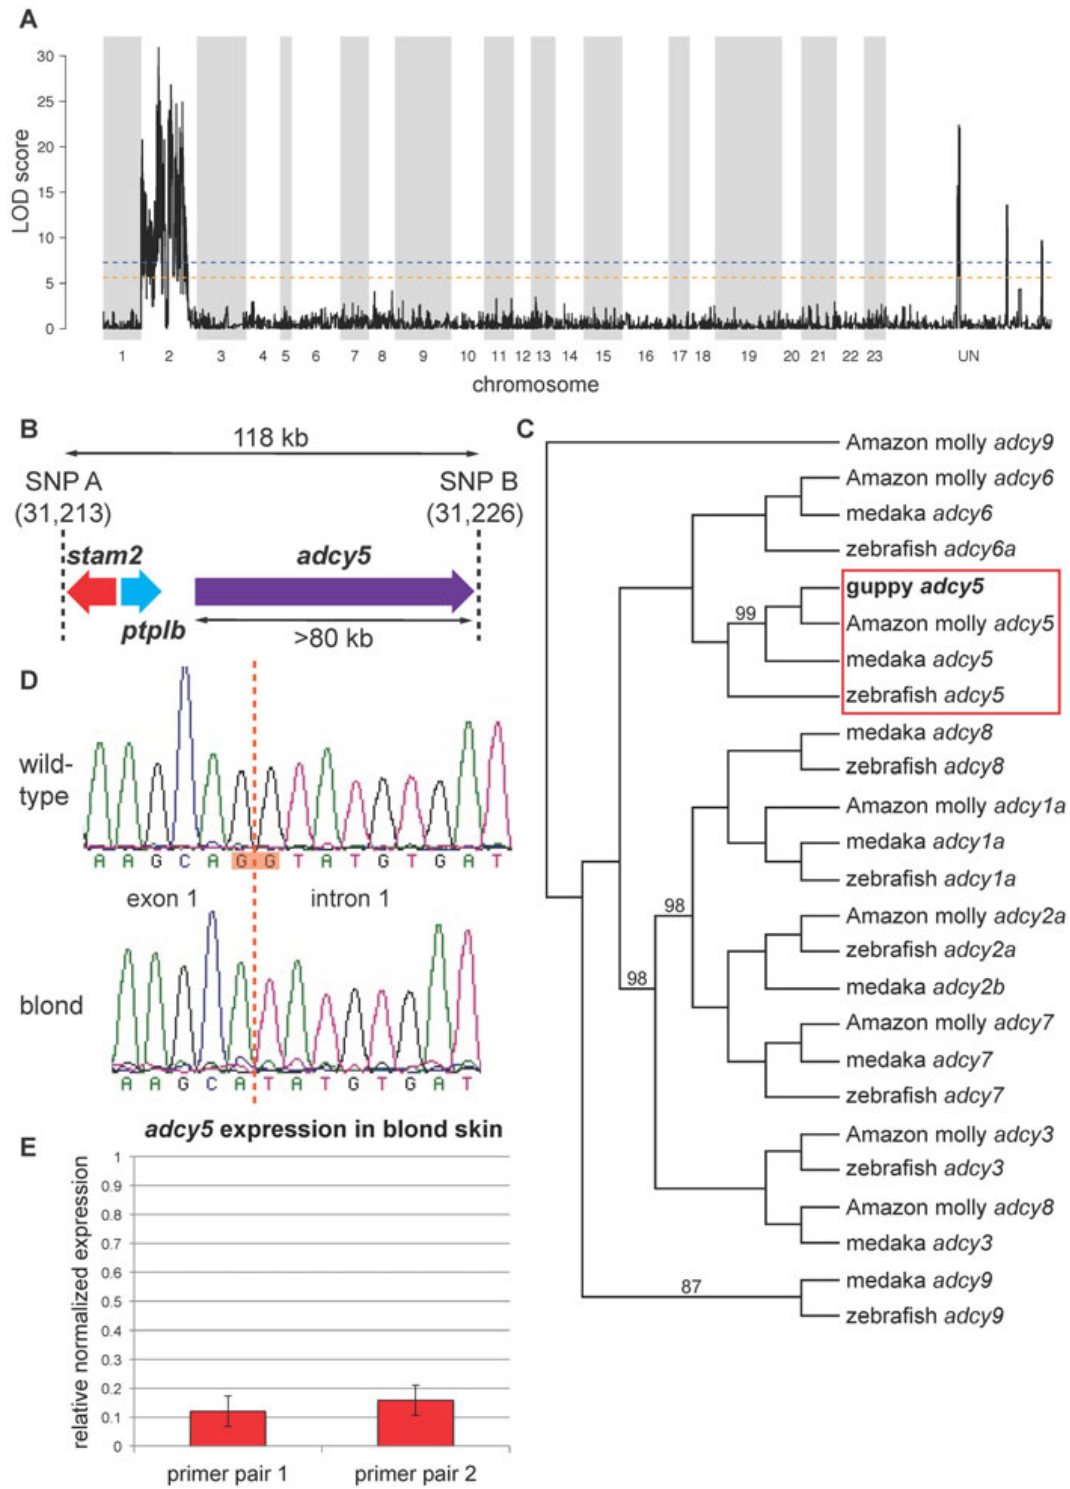 A
LOD score
30
25
20
15
10
5
0
1 2 3 4 5 6 7 8 9 10 11 12 13 14 15 16 17 18 19 20 21 22 23 UN
chromosome
B
118 kb
SNP A
(31,213)
SNP B
(31,226)
stam2
adcy5
ptplb
>80 kb
C
Amazon molly adcy9
Amazon molly adcy6
medaka adcy6
zebrafish adcy6a
guppy adcy5
99
Amazon molly adcy5
medaka adcy5
zebrafish adcy5
medaka adcy8
zebrafish adcy8
Amazon molly adcy1a
medaka adcy1a
zebrafish adcy1a
98
Amazon molly adcy2a
zebrafish adcy2a
98
medaka adcy2b
Amazon molly adcy7
medaka adcy7
zebrafish adcy7
Amazon molly adcy3
zebrafish adcy3
Amazon molly adcy8
medaka adcy3
87
medaka adcy9
zebrafish adcy9
D
wild-
type
A A G C A G G T A T G T G A T
exon 1 intron 1
blond
A A G C A T A T G T G A T
E
adcy5 expression in blond skin
relative normalized expression
1
0.9
0.8
0.7
0.6
0.5
0.4
0.3
0.2
0.1
0
primer pair 1 primer pair 2